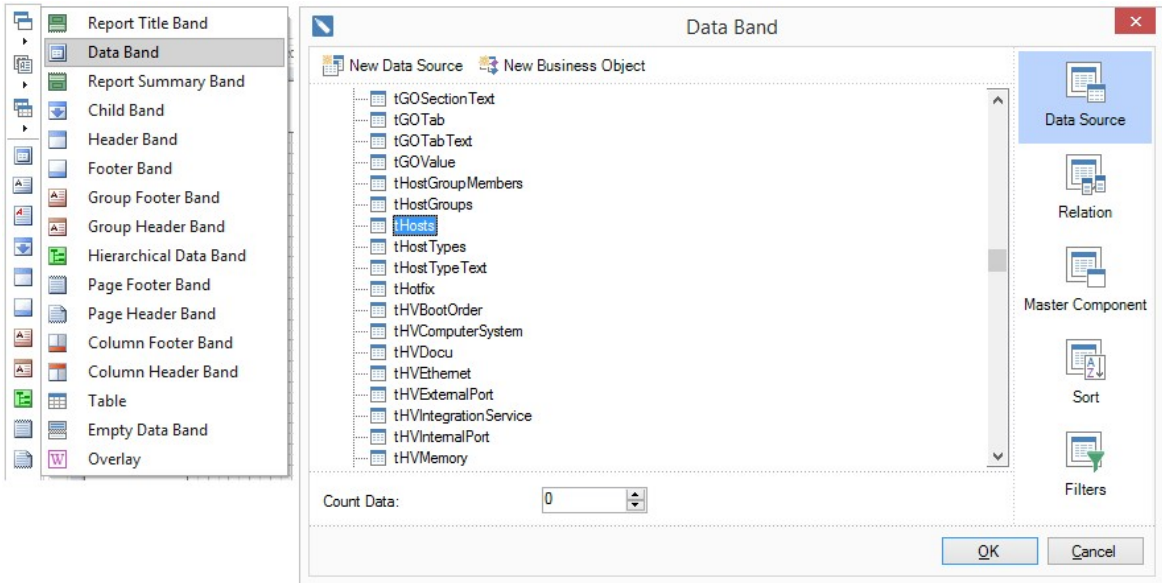 Report Title Band
Data Band
Report Summary Band
Child Band
Header Band
Footer Band
Group Footer Band
Group Header Band
Hierarchical Data Band
Page Footer Band
Page Header Band
Column Footer Band
Column Header Band
Table
Empty Data Band
Overlay
Data Band
New Data Source New Business Object
tGOSectionText
tGOTab
tGOTabText
tGOValue
tHostGroupMembers
tHostGroups
tHosts
tHostTypes
tHostTypeText
tHotfix
tHVBootOrder
tHVComputerSystem
tHVDocu
tHVEthernet
tHVExternalPort
tHVIntegrationService
tHVInternalPort
tHVMemory
Data Source
Relation
Master Component
Sort
Filters
Count Data: 0
OK Cancel